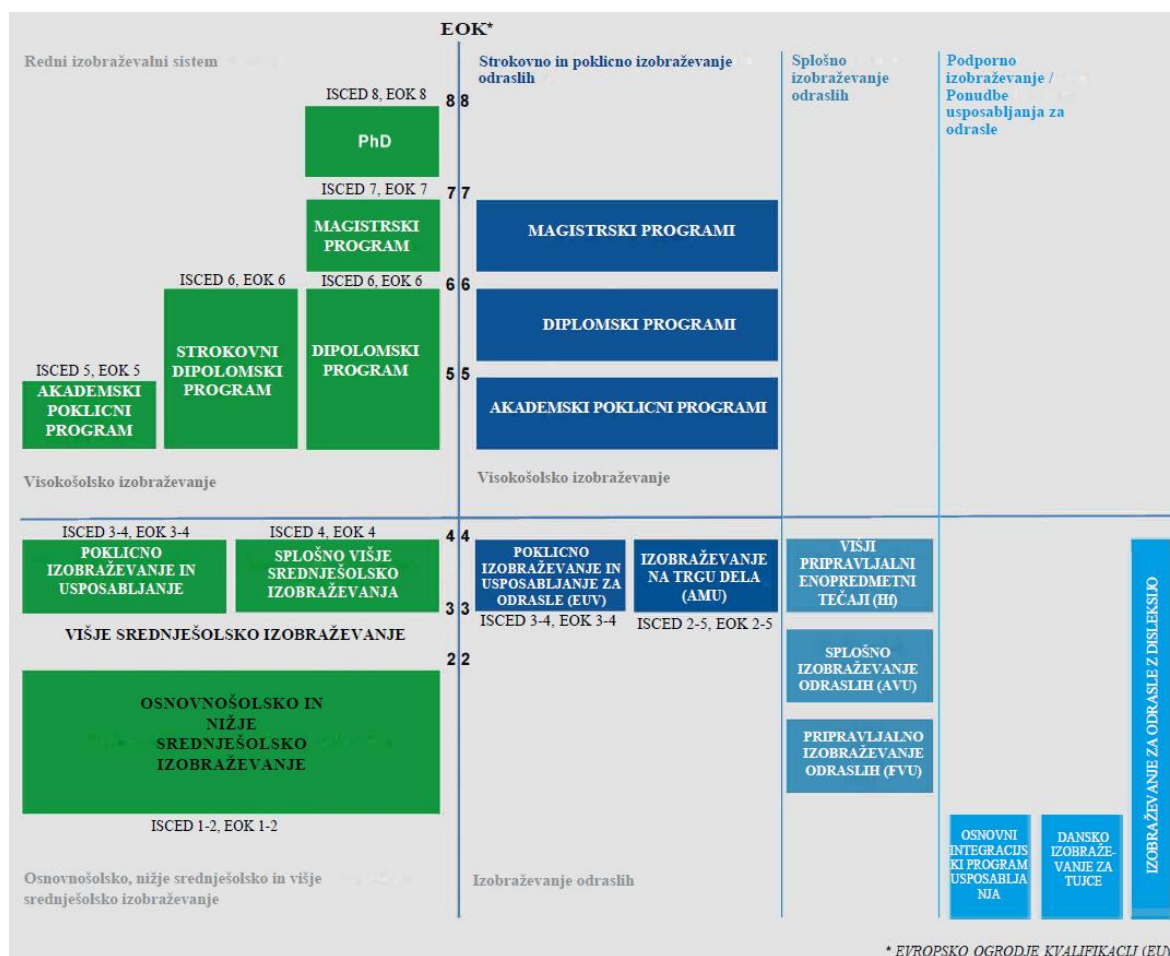 EOK*
Redni izobraževalni sistem
Strokovno in poklicno izobraževanje
odraslih
Splošno
izobraževanje
odraslih
Podporno
izobraževanje /
Ponudbe
usposabljanja za
odrasle
ISCED 8, EOK 8
8 8
PhD
ISCED 7, EOK 7
7 7
MAGISTRSKI
PROGRAM
MAGISTRSKI PROGRAMI
ISCED 6, EOK 6
ISCED 6, EOK 6
6 6
STROKOVNI
DIPOLOMSKI
PROGRAM
DIPOLOMSKI
PROGRAM
DIPLOMSKI PROGRAMI
ISCED 5, EOK 5
5 5
AKADEMSKI
POKLICNI
PROGRAM
AKADEMSKI POKLICNI PROGRAMI
Visokošolsko izobraževanje
Visokošolsko izobraževanje
ISCED 3-4, EOK 3-4
ISCED 4, EOK 4
4 4
POKLICNO
IZOBRAŽEVANJE IN
USPOSABLJANJE
SPLOŠNO VIŠJE
SREDNJEŠOLSKO
IZOBRAŽEVANJA
POKLICNO
IZOBRAŽEVANJE IN
USPOSABLJANJE ZA
ODRASLE (EUV)
IZOBRAŽEVANJE
NA TRGU DELA
(AMU)
VIŠJI
PRIPRAVLJALNI
ENOPREDMETNI
TEČAJI (Hf)
3 3
ISCED 3-4, EOK 3-4
ISCED 2-5, EOK 2-5
VIŠJE SREDNJEŠOLSKO IZOBRAŽEVANJE
2 2
SPLOŠNO
IZOBRAŽEVANJE
ODRASLIH (AVU)
OSNOVNOŠOLSKO IN
NIŽJE
SREDNJEŠOLSKO
IZOBRAŽEVANJE
PRIPRAVLJALNO
IZOBRAŽEVANJE
ODRASLIH (FVU)
ISCED 1-2, EOK 1-2
OSNOVNI
INTEGRACIJS
KI PROGRAM
USPOSABLJA
NJA
DANSKO
IZOBRAŽE-
VANJE ZA
TUJCE
IZOBRAŽEVANJE ZA ODRASLE Z DISLEKSIJO
Osnovnošolsko, nižje srednješolsko in višje
srednješolsko izobraževanje
Izobraževanje odraslih
* EVROPSKO OGRODJE KVALIFIKACIJ (EUV